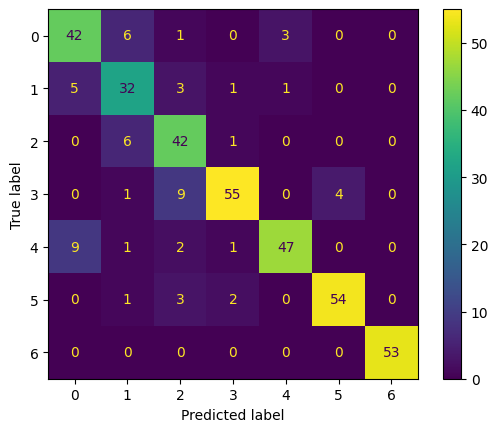 0 42 6 1 0 3 0 0
1 5 32 3 1 1 0 0
2 0 6 42 1 0 0 0
3 0 1 9 55 0 4 0
4 9 1 2 1 47 0 0
5 0 1 3 2 0 54 0
6 0 0 0 0 0 0 53
0 1 2 3 4 5 6
True label
Predicted label
50
40
30
20
10
0